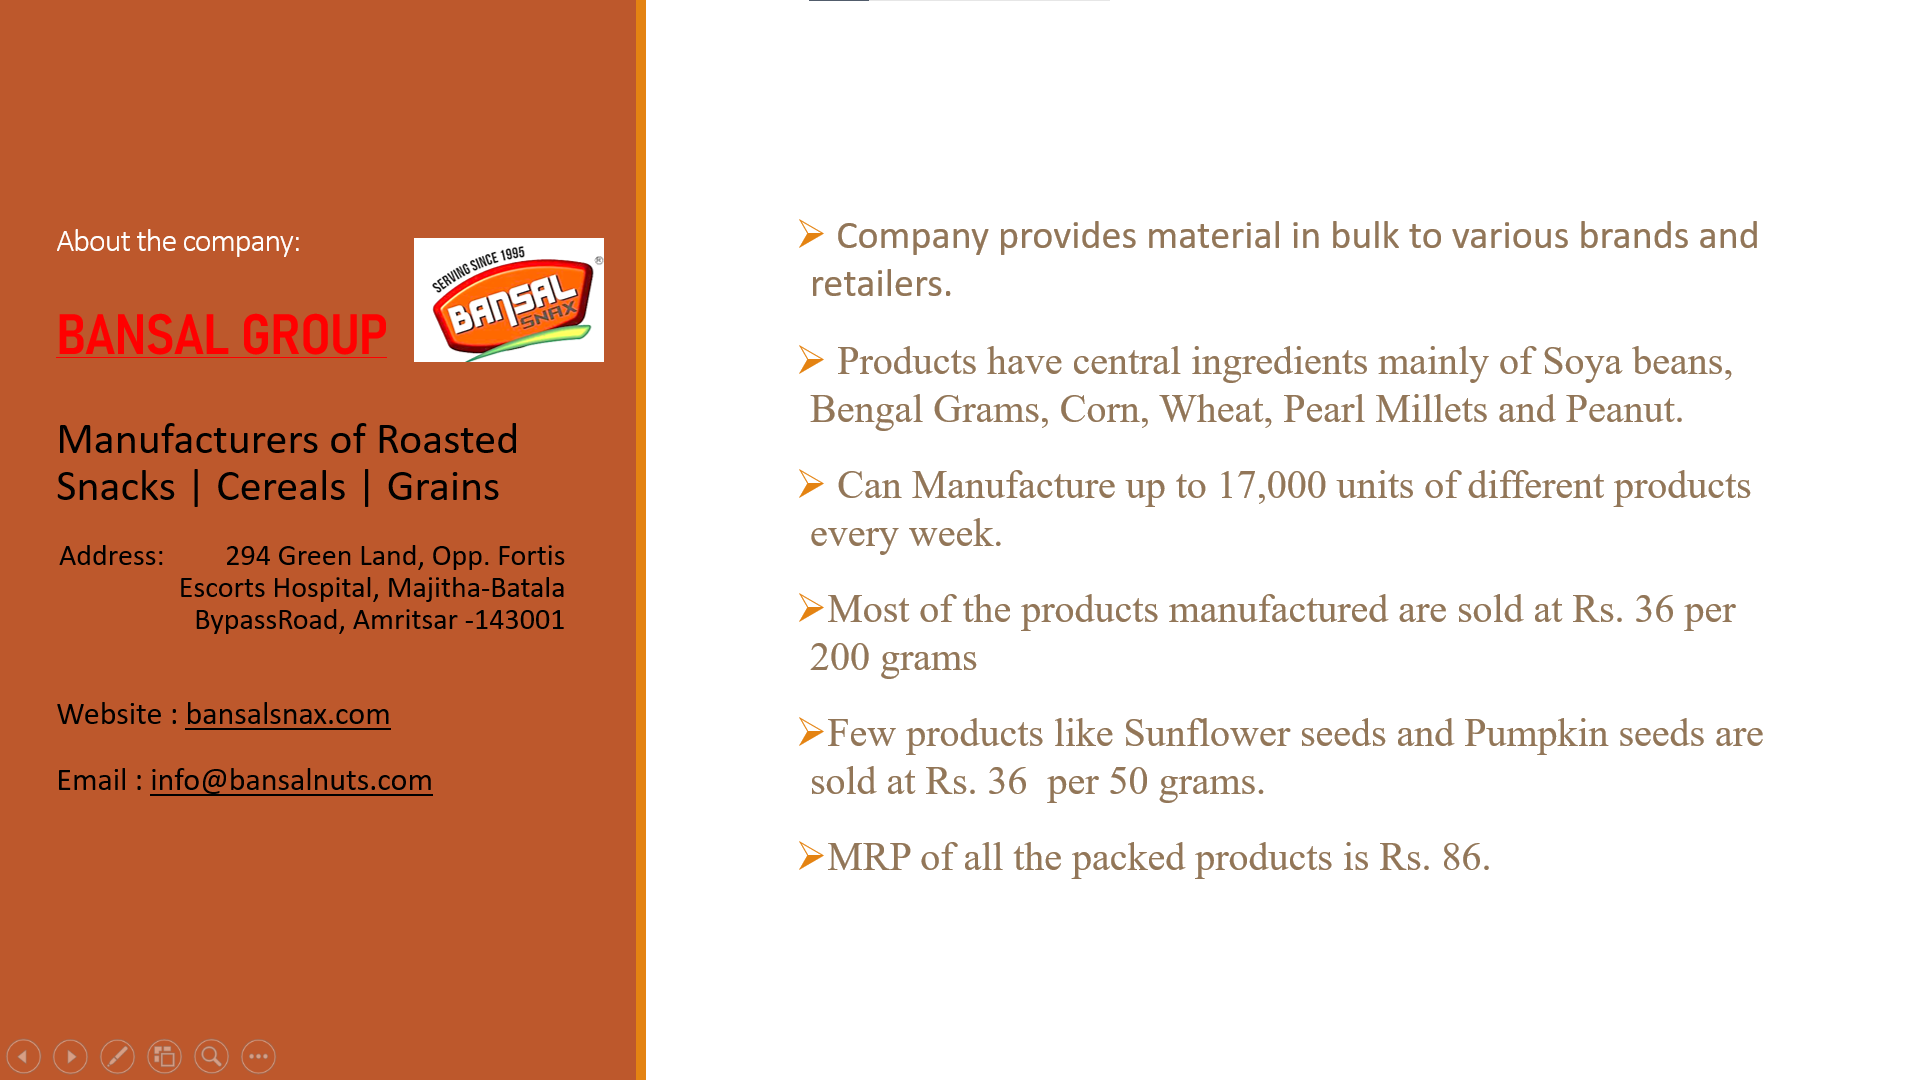 About the company:
SERVING SINCE 1995
BANSAL
SNAX
®
BANSAL GROUP
Manufacturers of Roasted
Snacks | Cereals | Grains
Address: 294 Green Land, Opp. Fortis
Escorts Hospital, Majitha-Batala
BypassRoad, Amritsar -143001
Website : bansalsnax.com
Email : info@bansalnuts.com
Company provides material in bulk to various brands and
retailers.
Products have central ingredients mainly of Soya beans,
Bengal Grams, Corn, Wheat, Pearl Millets and Peanut.
Can Manufacture up to 17,000 units of different products
every week.
Most of the products manufactured are sold at Rs. 36 per
200 grams
Few products like Sunflower seeds and Pumpkin seeds are
sold at Rs. 36  per 50 grams.
MRP of all the packed products is Rs. 86.